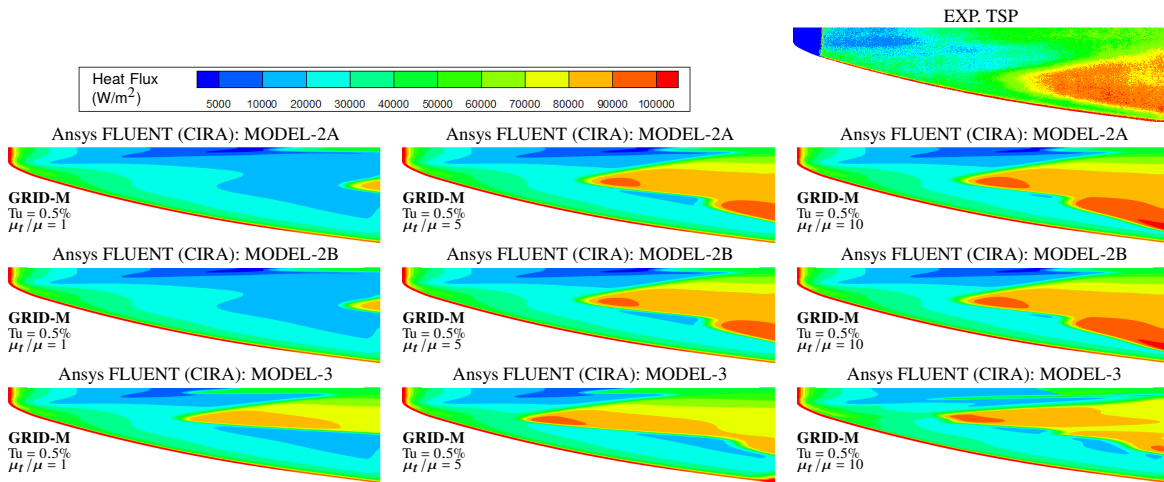 EXP. TSP
Heat Flux
(W/m²)
5000 10000 20000 30000 40000 50000 60000 70000 80000 90000 100000
Ansys FLUENT (CIRA): MODEL-2A
GRID-M
Tu = 0.5%
μt/μ = 1
Ansys FLUENT (CIRA): MODEL-2A
GRID-M
Tu = 0.5%
μt/μ = 5
Ansys FLUENT (CIRA): MODEL-2A
GRID-M
Tu = 0.5%
μt/μ = 10
Ansys FLUENT (CIRA): MODEL-2B
GRID-M
Tu = 0.5%
μt/μ = 1
Ansys FLUENT (CIRA): MODEL-2B
GRID-M
Tu = 0.5%
μt/μ = 5
Ansys FLUENT (CIRA): MODEL-2B
GRID-M
Tu = 0.5%
μt/μ = 10
Ansys FLUENT (CIRA): MODEL-3
GRID-M
Tu = 0.5%
μt/μ = 1
Ansys FLUENT (CIRA): MODEL-3
GRID-M
Tu = 0.5%
μt/μ = 5
Ansys FLUENT (CIRA): MODEL-3
GRID-M
Tu = 0.5%
μt/μ = 10